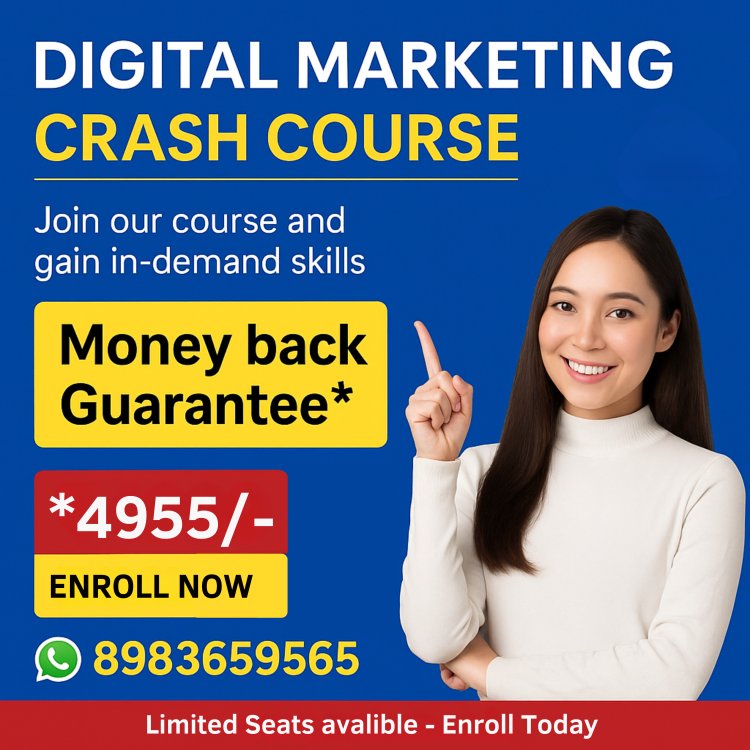 DIGITAL MARKETING
CRASH COURSE
Join our course and
gain in-demand skills
Money back
Guarantee*
*4955/-
ENROLL NOW
8983659565
Limited Seats avalible - Enroll Today